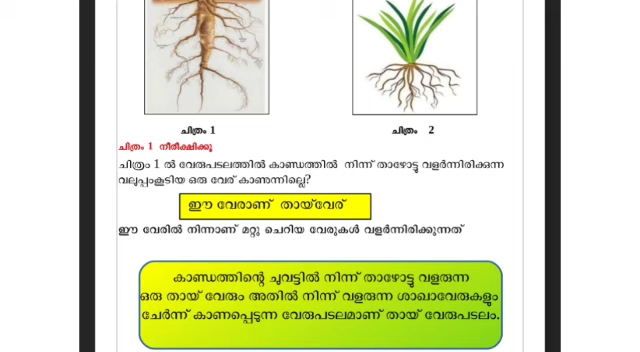 ചിത്രം 1
ചിത്രം 2
ചിത്രം 1 നീരീക്ഷിക്കൂ
ചിത്രം 1 ൽ വേരുപടലത്തിൽ കാണ്ഡത്തിൽ നിന്ന് താഴോട്ടു വളർന്നിരിക്കുന്ന
വലുപ്പംകൂടിയ ഒരു വേര് കാണുന്നില്ലെ?
ഈ വേരാണ് തായ്‌വേര്
ഈ വേരിൽ നിന്നാണ് മറ്റു ചെറിയ വേരുകൾ വളർന്നിരിക്കുന്നത്
കാണ്ഡത്തിന്റെ ചുവട്ടിൽ നിന്ന് താഴോട്ടു വളരുന്ന
ഒരു തായ് വേരും അതിൽ നിന്ന് വളരുന്ന ശാഖാവേരുകളും
ചേർന്ന് കാണപ്പെടുന്ന വേരുപടലമാണ് തായ് വേരുപടലം.